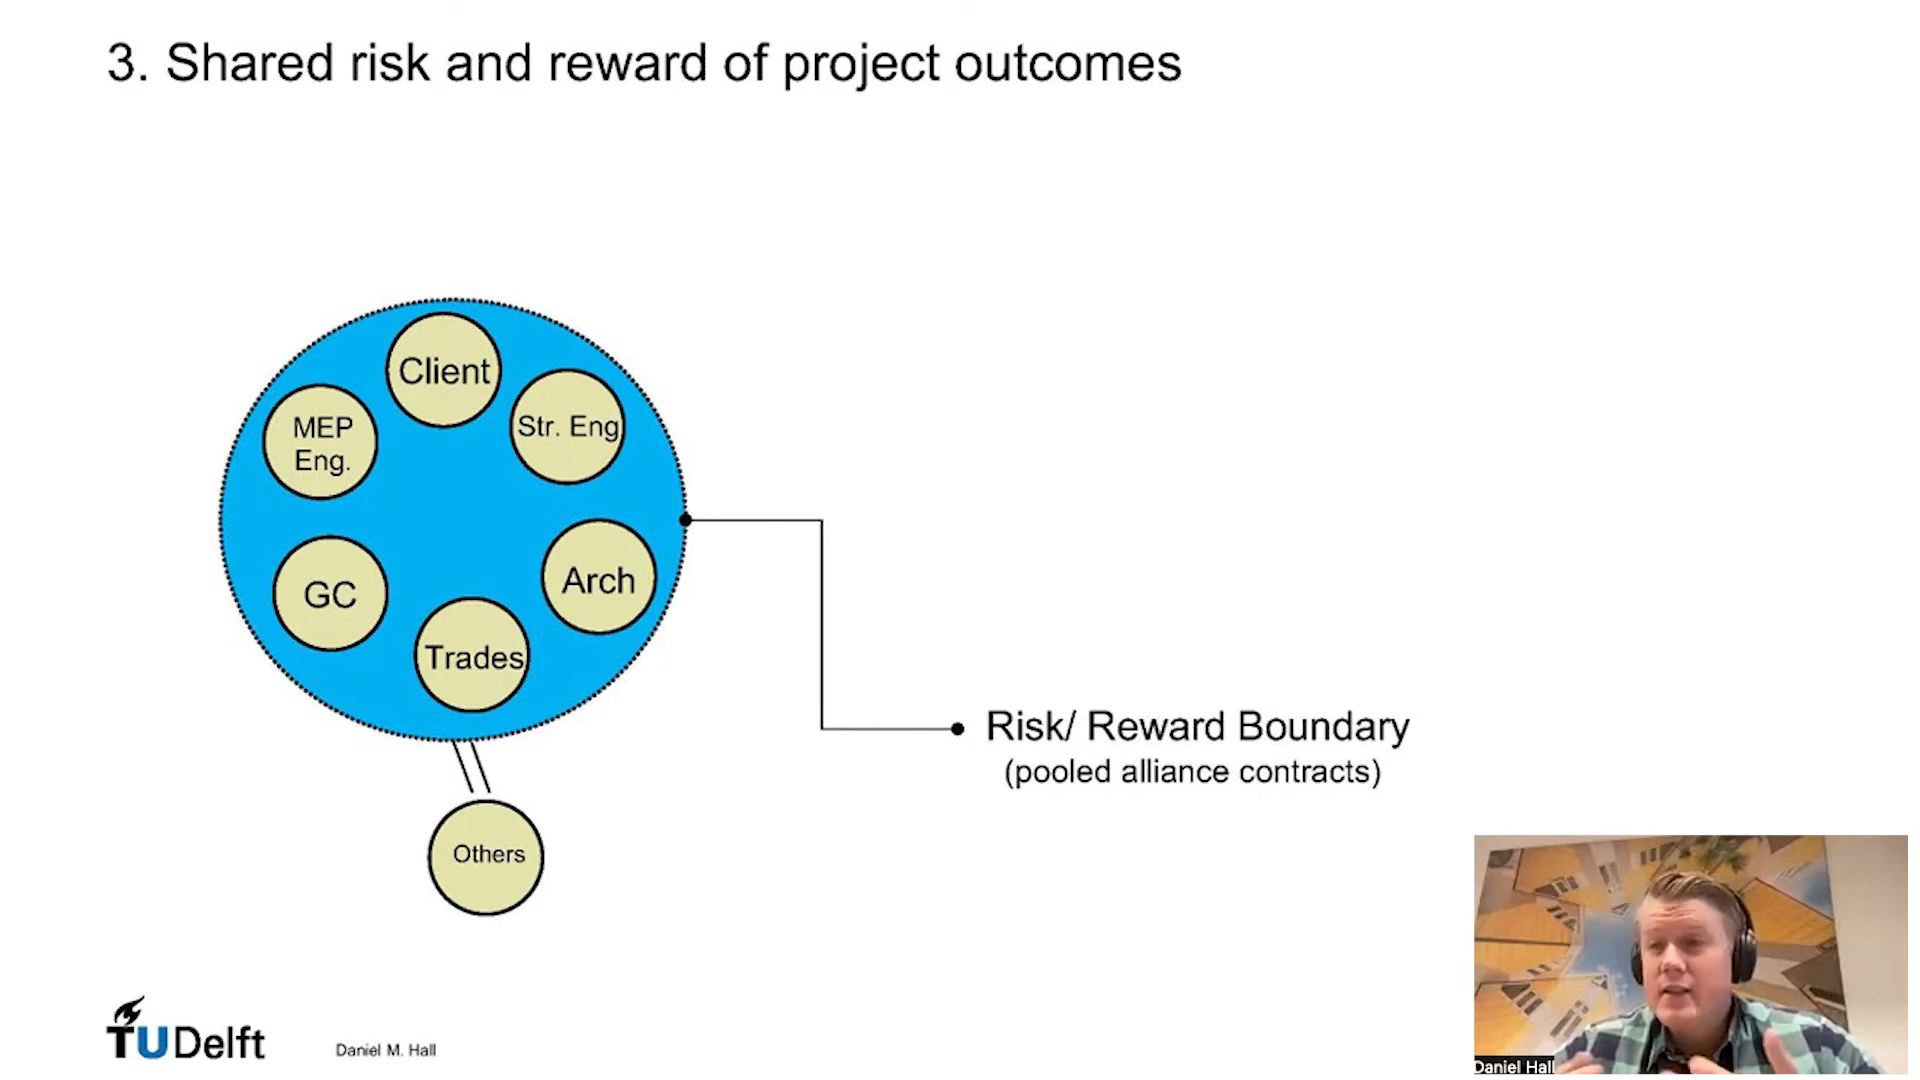 3. Shared risk and reward of project outcomes
Client
MEP
Eng.
Str. Eng
GC
Arch
Trades
Others
Risk/ Reward Boundary
(pooled alliance contracts)
TUDelft
Daniel M. Hall
Daniel Hall